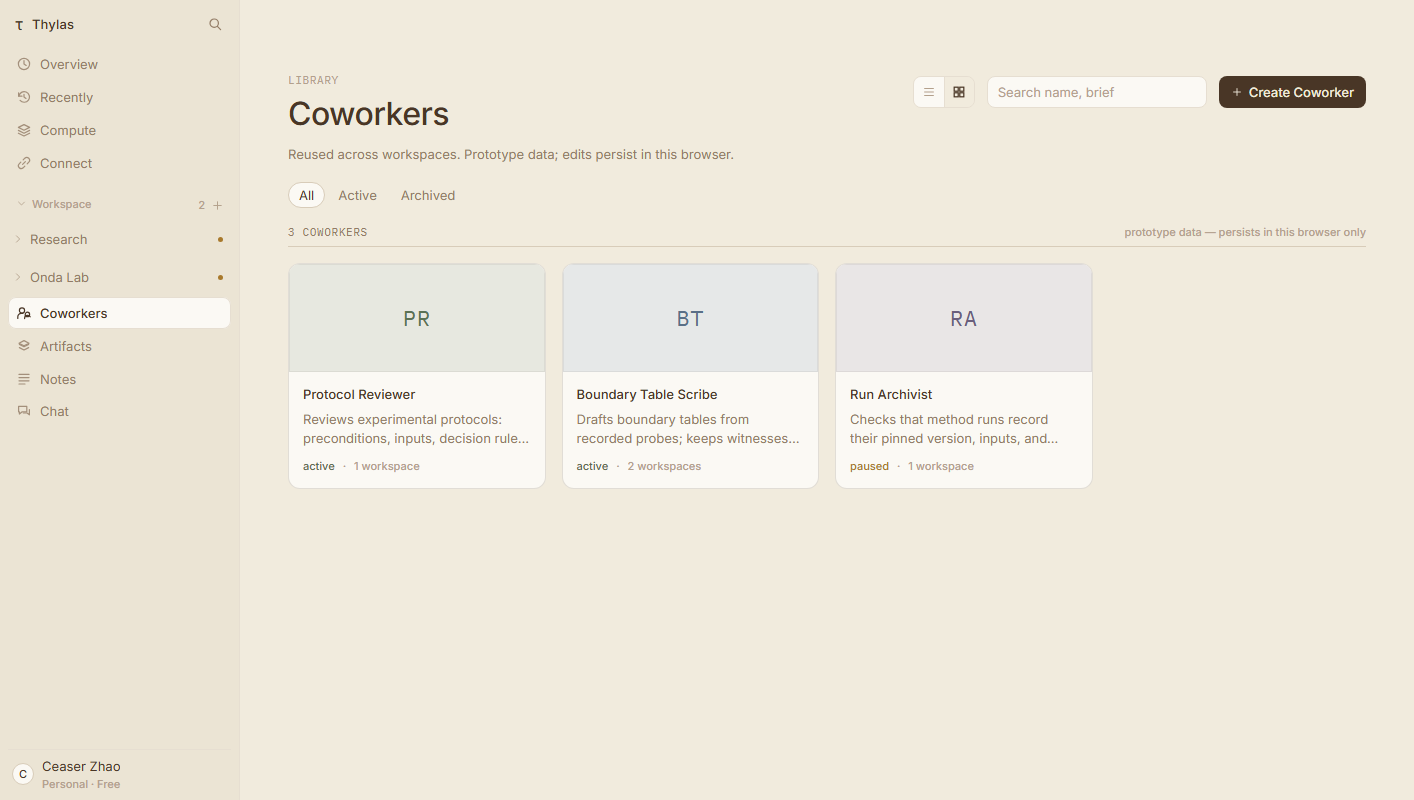 τ Thylas
Overview
Recently
Compute
Connect
Workspace 2 +
Research
Onda Lab
Coworkers
Artifacts
Notes
Chat
C
Ceaser Zhao
Personal · Free
LIBRARY
Coworkers
Reused across workspaces. Prototype data; edits persist in this browser.
Search name, brief
+ Create Coworker
All Active Archived
3 COWORKERS
prototype data — persists in this browser only
PR
Protocol Reviewer
Reviews experimental protocols:
preconditions, inputs, decision rule...
active · 1 workspace
BT
Boundary Table Scribe
Drafts boundary tables from
recorded probes; keeps witnesses...
active · 2 workspaces
RA
Run Archivist
Checks that method runs record
their pinned version, inputs, and...
paused · 1 workspace